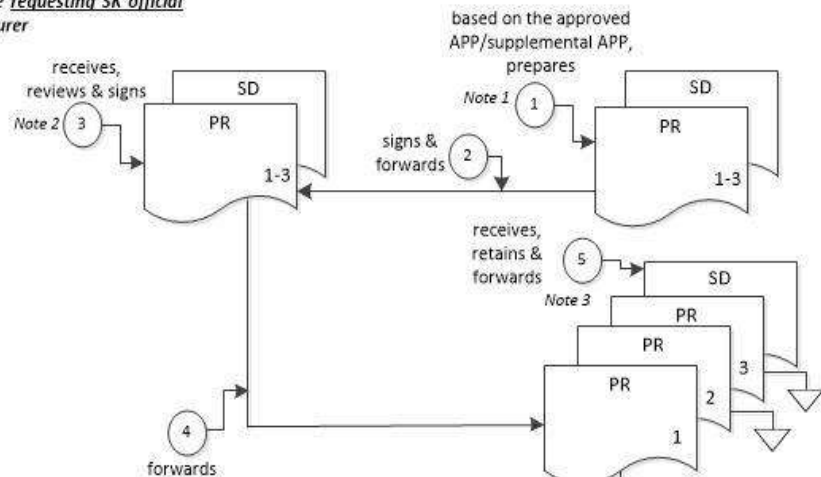 requesting SK official
based on the approved
APP/supplemental APP,
prepares
receives,
reviews & signs
Note 2
3
SD
PR
1-3
signs &
forwards
2
Note 1
1
SD
PR
1-3
receives,
retains &
forwards
5
Note 3
SD
PR
3
PR
2
PR
1
4
forwards